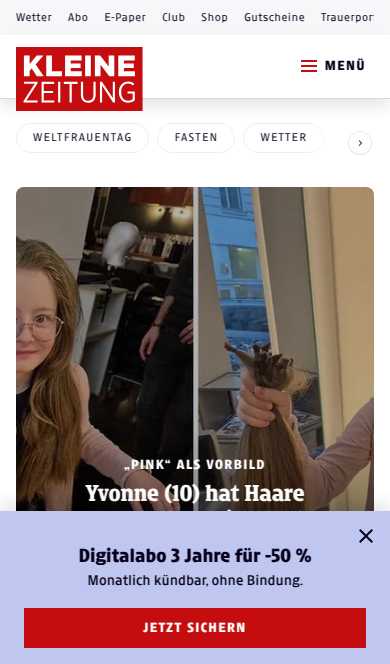 Wetter Abo E-Paper Club Shop Gutscheine Trauerpor
KLEINE
ZEITUNG
MENÜ
WELTFRAUENTAG FASTEN WETTER
„PINK“ ALS VORBILD
Yvonne (10) hat Haare
Digitalabo 3 Jahre für -50 %
Monatlich kündbar, ohne Bindung.
JETZT SICHERN